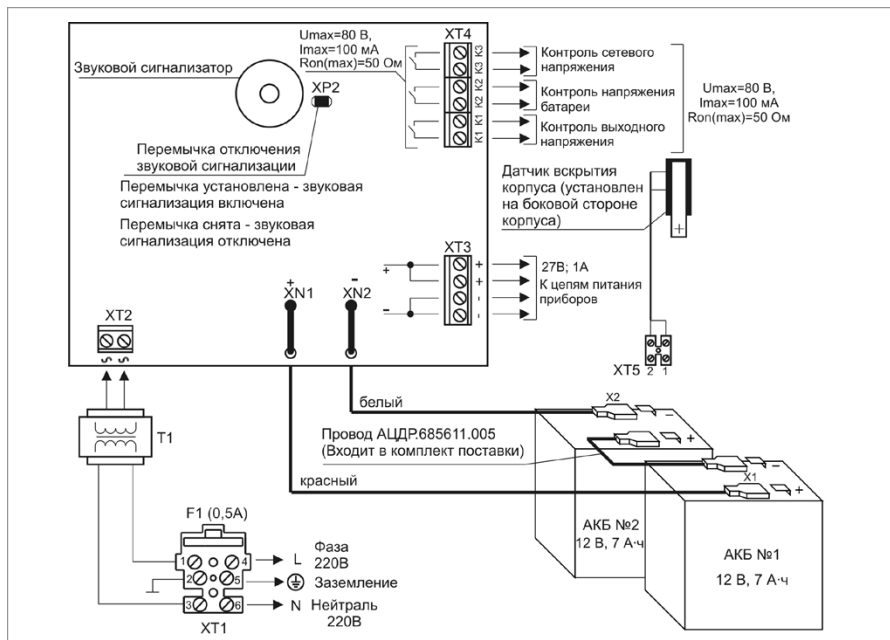 Umax=80 В,
Imax=100 мА
Ron(max)=50 Ом
XT4
К3
К3
К2
К2
К1
К1
Контроль сетевого
напряжения
Контроль напряжения
батареи
Контроль выходного
напряжения
Umax=80 В,
Imax=100 мА
Ron(max)=50 Ом
Звуковой сигнализатор
XP2
Перемычка отключения
звуковой сигнализации
Перемычка установлена - звуковая
сигнализация включена
Перемычка снята - звуковая
сигнализация отключена
Датчик вскрытия
корпуса (установлен
на боковой стороне
корпуса)
+
XT3
+
–
+
+
-
-
27В; 1А
К цепям питания
приборов
+
XN1
-
XN2
XT2
XT5
2 1
T1
белый
X2
–
+
Провод АЦДР.685611.005
(Входит в комплект поставки)
красный
X1
–
+
АКБ №2
12 В, 7 А·ч
АКБ №1
12 В, 7 А·ч
F1 (0,5А)
1
4
L
Фаза
220В
2
5
Заземление
3
6
N
Нейтраль
220В
XT1